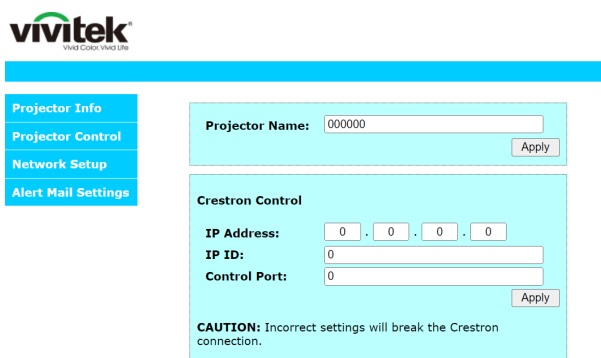 vivitek
Vivid Color, Vivid Life
Projector Info
Projector Control
Network Setup
Alert Mail Settings
Projector Name: 000000
Apply
Crestron Control
IP Address: 0 . 0 . 0 . 0
IP ID: 0
Control Port: 0
Apply
CAUTION: Incorrect settings will break the Crestron
connection.